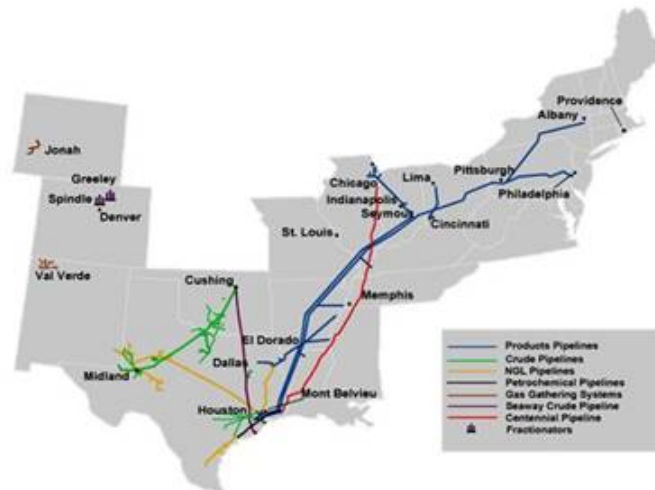 Providence
Albany
Jonah
Greeley
Spindle
Denver
Chicago
Lima
Pittsburgh
Indianapolis
Seymour
Philadelphia
Cincinnati
St. Louis
Val Verde
Cushing
Memphis
El Dorado
Dallas
Midland
Mont Belvieu
Houston
Products Pipelines
Crude Pipelines
NGL Pipelines
Petrochemical Pipelines
Gas Gathering Systems
Seaway Crude Pipeline
Centennial Pipeline
Fractionators